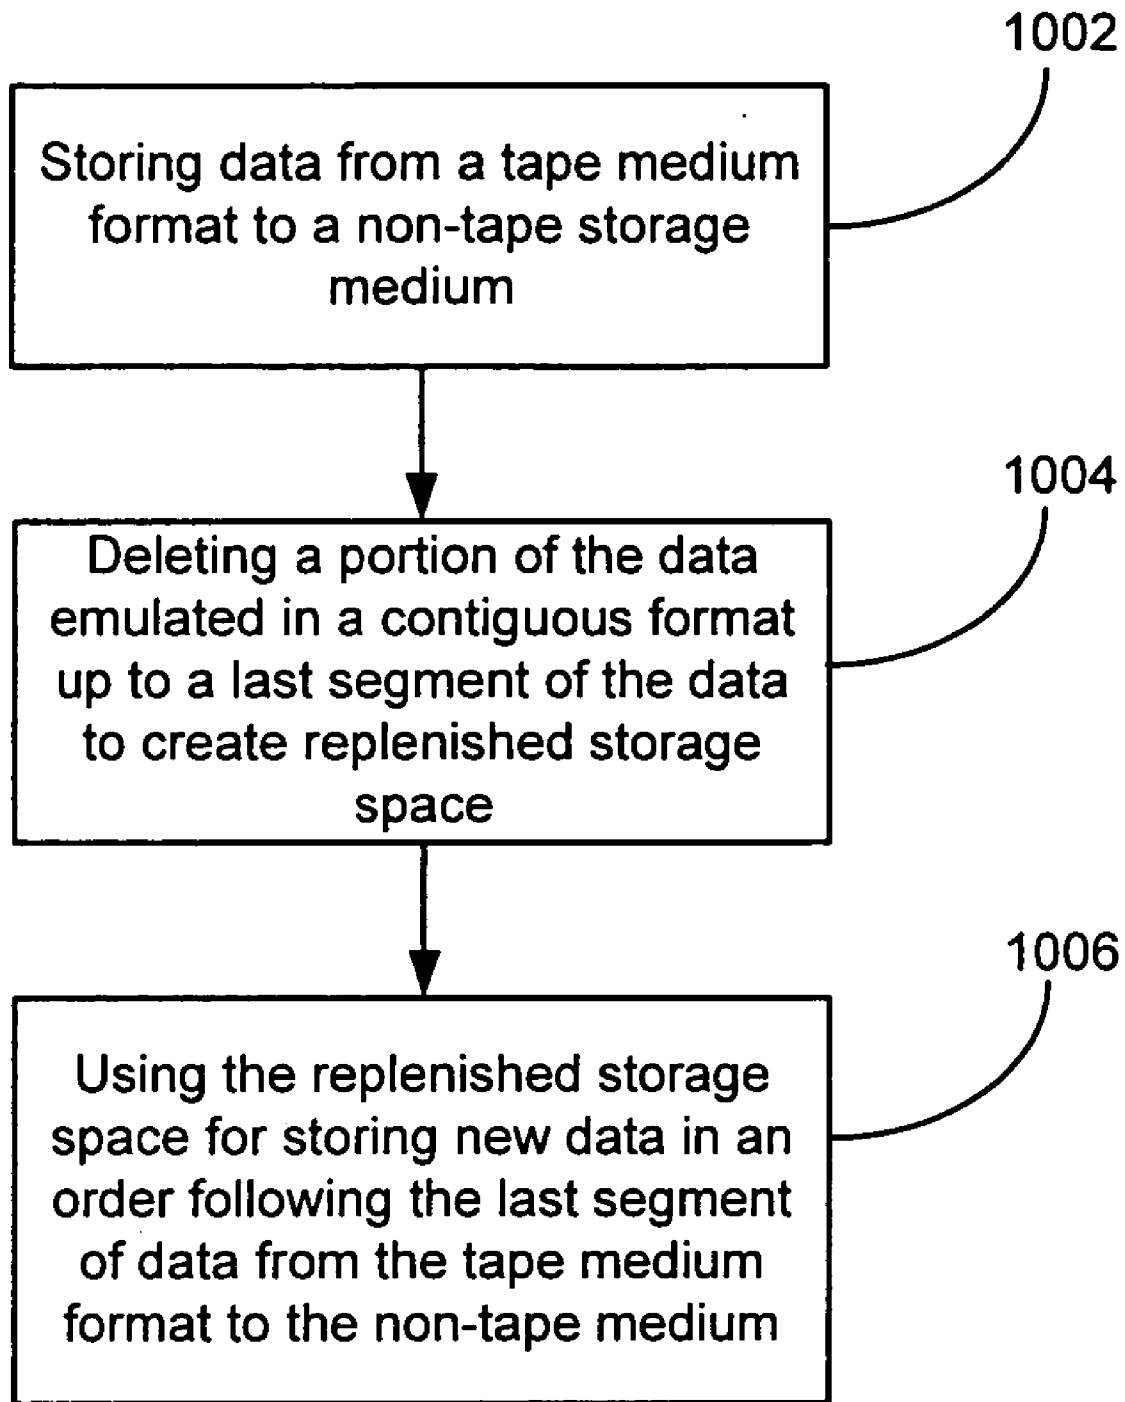 1002
Storing data from a tape medium
format to a non-tape storage
medium
1004
Deleting a portion of the data
emulated in a contiguous format
up to a last segment of the data
to create replenished storage
space
1006
Using the replenished storage
space for storing new data in an
order following the last segment
of data from the tape medium
format to the non-tape medium